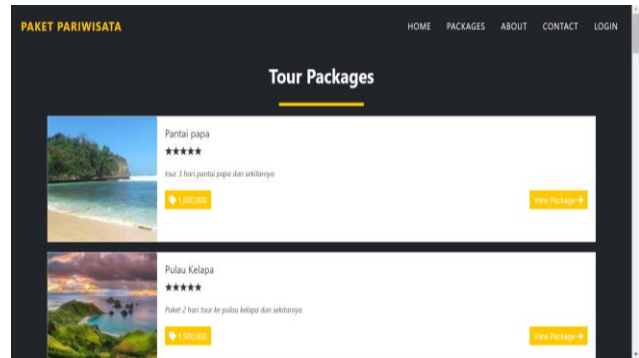 PAKET PARIWISATA
HOME PACKAGES ABOUT CONTACT LOGIN
Tour Packages
Pantai papa
★★★★★
tour 3 hari pantai papa dan sekitarnya
1,600,000
View Package →
Pulau Kelapa
★★★★★
Paket 2 hari tour ke pulau kelapa dan sekitarnya
1,500,000
View Package →